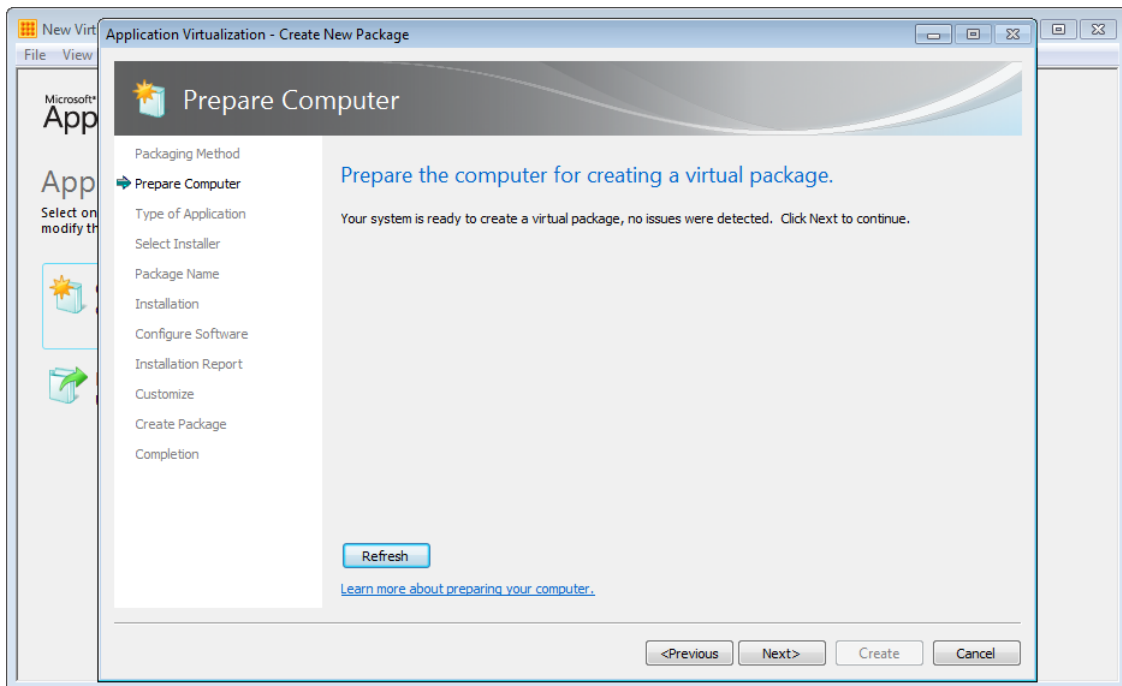 New Virt
File View
Microsoft*
App
App
Select on
modify th
Application Virtualization - Create New Package
Prepare Computer
Packaging Method
Prepare Computer
Type of Application
Select Installer
Package Name
Installation
Configure Software
Installation Report
Customize
Create Package
Completion
Prepare the computer for creating a virtual package.
Your system is ready to create a virtual package, no issues were detected. Click Next to continue.
Refresh
Learn more about preparing your computer.
<Previous
Next>
Create
Cancel